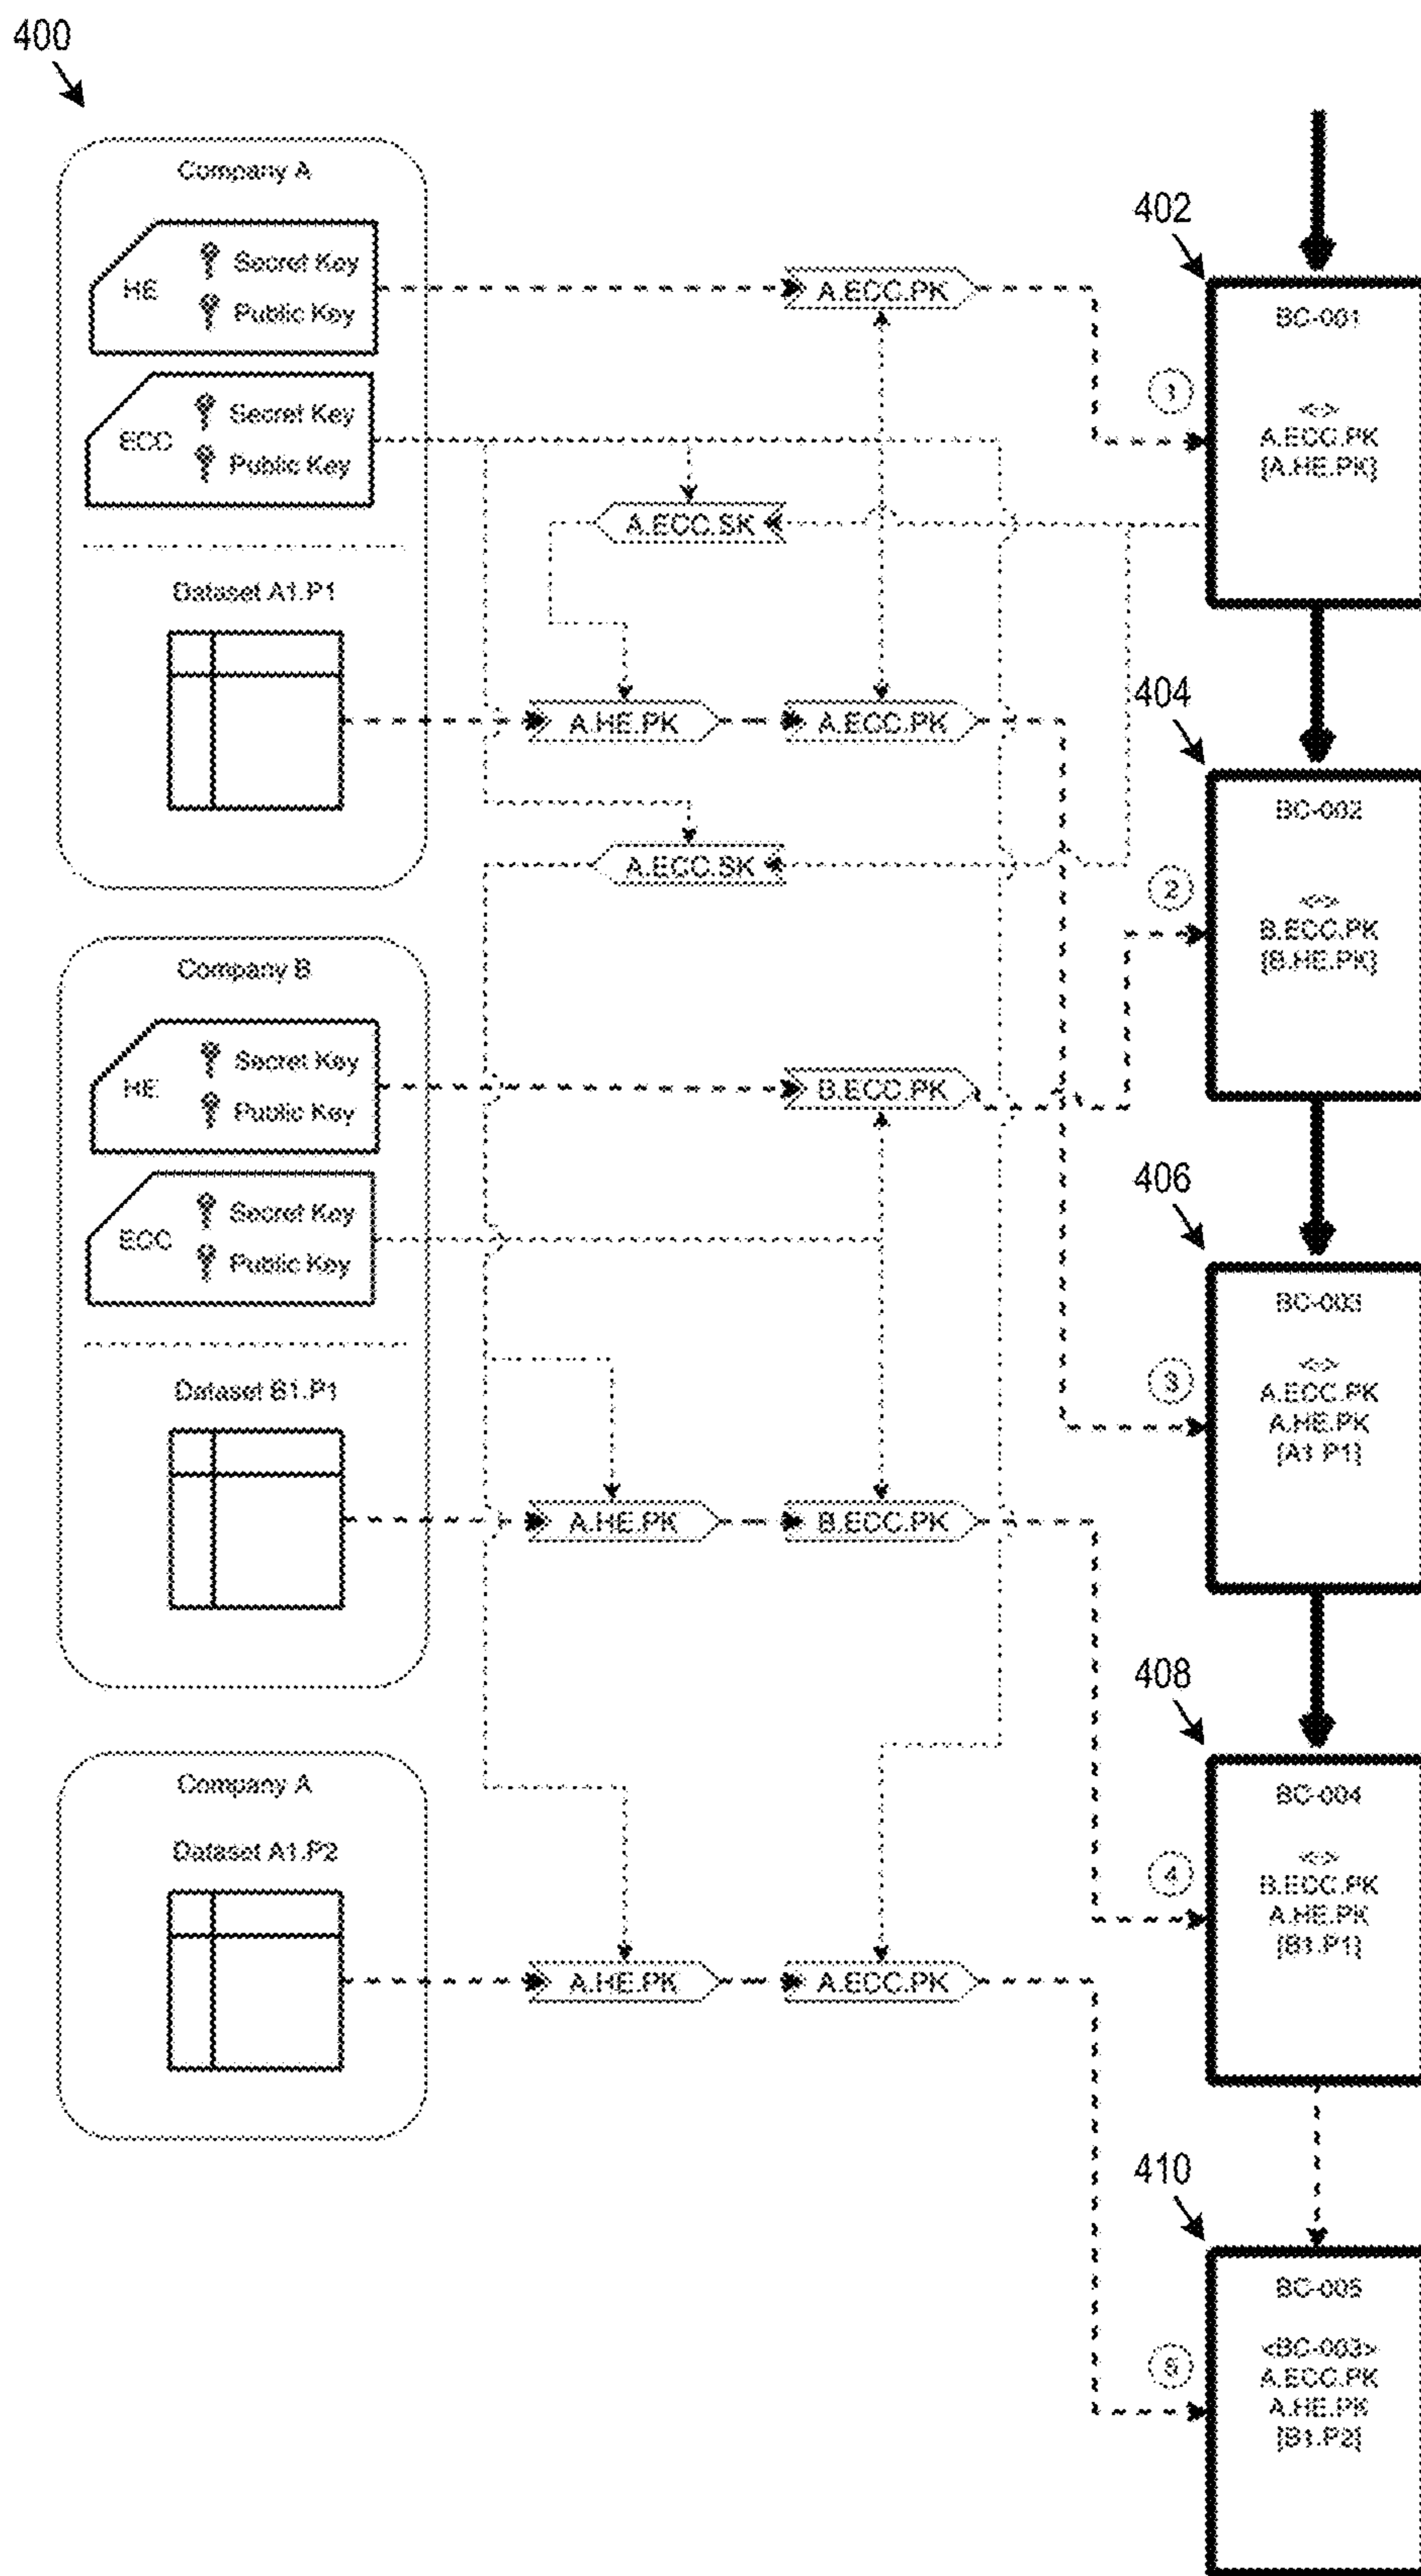 400
Company A
HE
Secret Key
Public Key
ECC
Secret Key
Public Key
Dataset A1.P1
A.ECC.PK
A.ECC.SK
A.HE.PK
A.ECC.PK
A.ECC.SK
Company B
HE
Secret Key
Public Key
ECC
Secret Key
Public Key
Dataset B1.P1
B.ECC.PK
A.HE.PK
B.ECC.PK
Company A
Dataset A1.P2
A.HE.PK
A.ECC.PK
402
BC-001
1
<>
A.ECC.PK
[A.HE.PK]
404
BC-002
2
<>
B.ECC.PK
[B.HE.PK]
406
BC-003
3
<>
A.ECC.PK
A.HE.PK
[A1.P1]
408
BC-004
4
<>
B.ECC.PK
A.HE.PK
[B1.P1]
410
BC-005
5
<BC-003>
A.ECC.PK
A.HE.PK
[B1.P2]